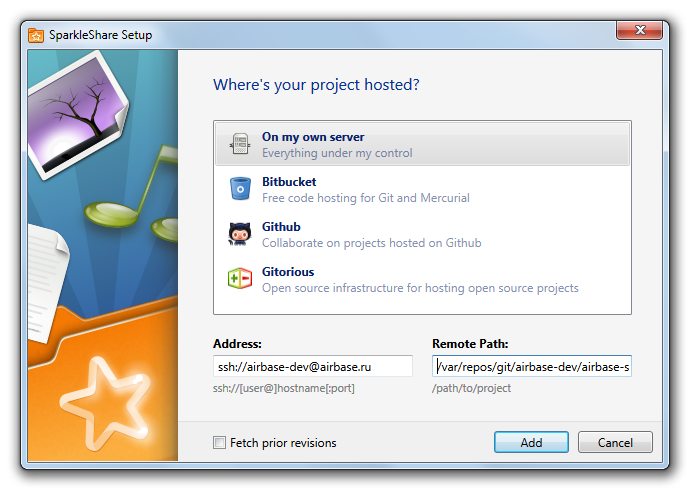 SparkleShare Setup
Where's your project hosted?
On my own server
Everything under my control
Bitbucket
Free code hosting for Git and Mercurial
Github
Collaborate on projects hosted on Github
Gitorious
Open source infrastructure for hosting open source projects
Address: Remote Path:
ssh://airbase-dev@airbase.ru /var/repos/git/airbase-dev/airbase-s
ssh://[user@]hostname[:port] /path/to/project
Fetch prior revisions Add Cancel